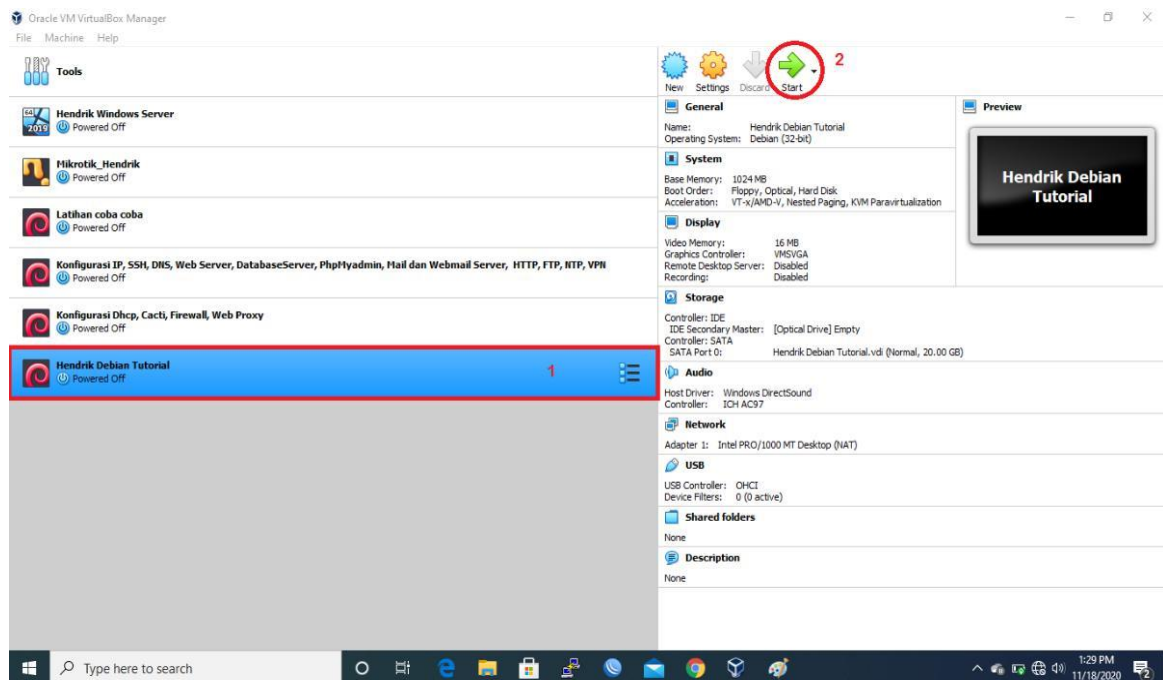 Oracle VM VirtualBox Manager
File Machine Help
Tools
Hendrik Windows Server
Powered Off
Mikrotik_Hendrik
Powered Off
Latihan coba coba
Powered Off
Konfigurasi IP, SSH, DNS, Web Server, DatabaseServer, PhpMyadmin, Mail dan Webmail Server, HTTP, FTP, NTP, VPN
Powered Off
Konfigurasi Dhcp, Cacti, Firewall, Web Proxy
Powered Off
Hendrik Debian Tutorial
Powered Off
1
64
2019
2
New Settings Discard Start
General
Name: Hendrik Debian Tutorial
Operating System: Debian (32-bit)
System
Base Memory: 1024 MB
Boot Order: Floppy, Optical, Hard Disk
Acceleration: VT-x/AMD-V, Nested Paging, KVM Paravirtualization
Display
Video Memory: 16 MB
Graphics Controller: VMSVGA
Remote Desktop Server: Disabled
Recording: Disabled
Storage
Controller: IDE
IDE Secondary Master: [Optical Drive] Empty
Controller: SATA
SATA Port 0: Hendrik Debian Tutorial.vdi (Normal, 20.00 GB)
Audio
Host Driver: Windows DirectSound
Controller: ICH AC97
Network
Adapter 1: Intel PRO/1000 MT Desktop (NAT)
USB
USB Controller: OHCI
Device Filters: 0 (0 active)
Shared folders
None
Description
None
Preview
Hendrik Debian
Tutorial
Type here to search
1:29 PM
11/18/2020
2